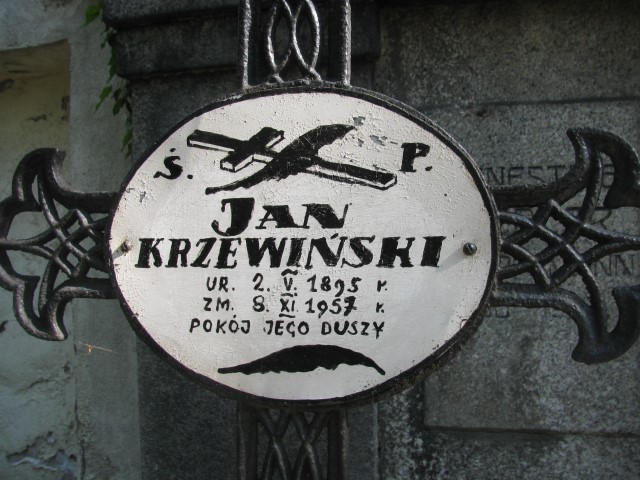 Ś. P.
JAN
KRZEWIŃSKI
UR. 2. V. 1895 r.
ZM. 8. XI. 1957 r.
POKÓJ JEGO DUSZY